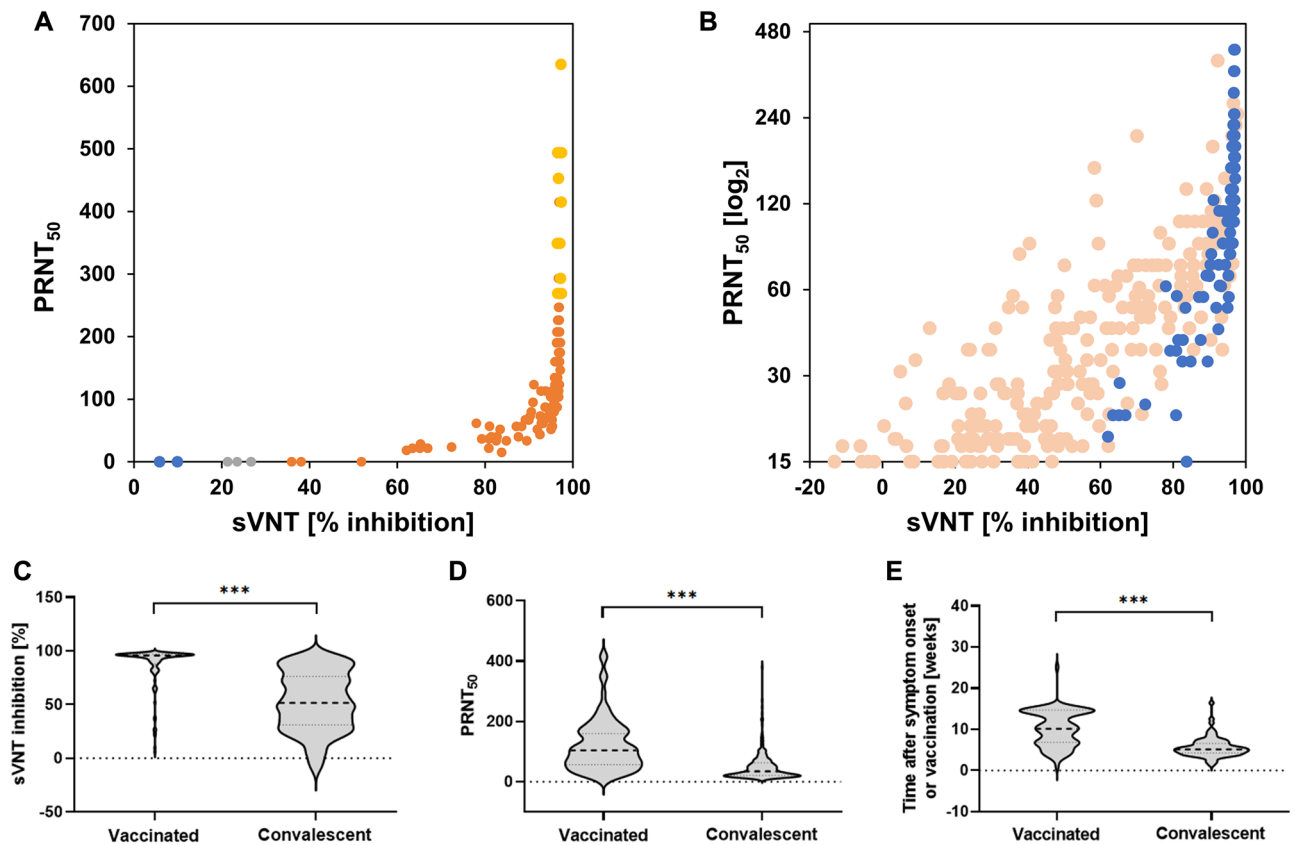 A
700
600
500
400
300
200
100
0
PRNT50
0
20
40
60
80
100
sVNT [% inhibition]
B
480
240
120
60
30
15
PRNT50 [log2]
-20
0
20
40
60
80
100
sVNT [% inhibition]
C
150
100
50
0
-50
sVNT inhibition [%]
***
Vaccinated
Convalescent
D
600
400
200
0
PRNT50
***
Vaccinated
Convalescent
E
40
30
20
10
0
-10
Time after symptom onset
or vaccination [weeks]
***
Vaccinated
Convalescent